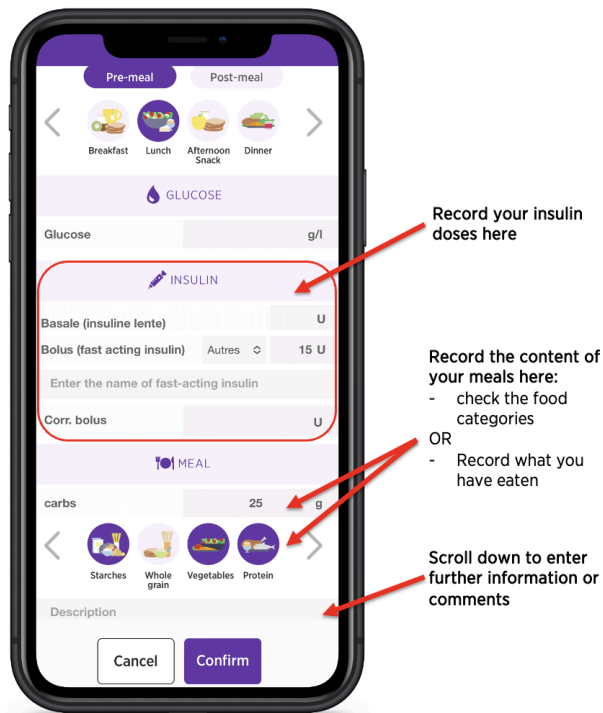 Pre-meal
Post-meal
Breakfast
Lunch
Afternoon
Snack
Dinner
GLUCOSE
Glucose
g/l
INSULIN
Basale (insuline lente)
U
Bolus (fast acting insulin)
Autres
15 U
Enter the name of fast-acting insulin
Corr. bolus
U
MEAL
carbs
25
g
Starches
Whole
grain
Vegetables
Protein
Description
Cancel
Confirm
Record your insulin
doses here
Record the content of
your meals here:
- check the food
categories
OR
- Record what you
have eaten
Scroll down to enter
further information or
comments